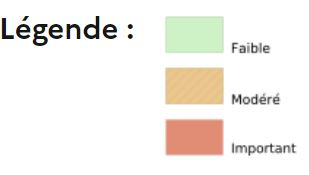 Légende :
Faible
Modéré
Important